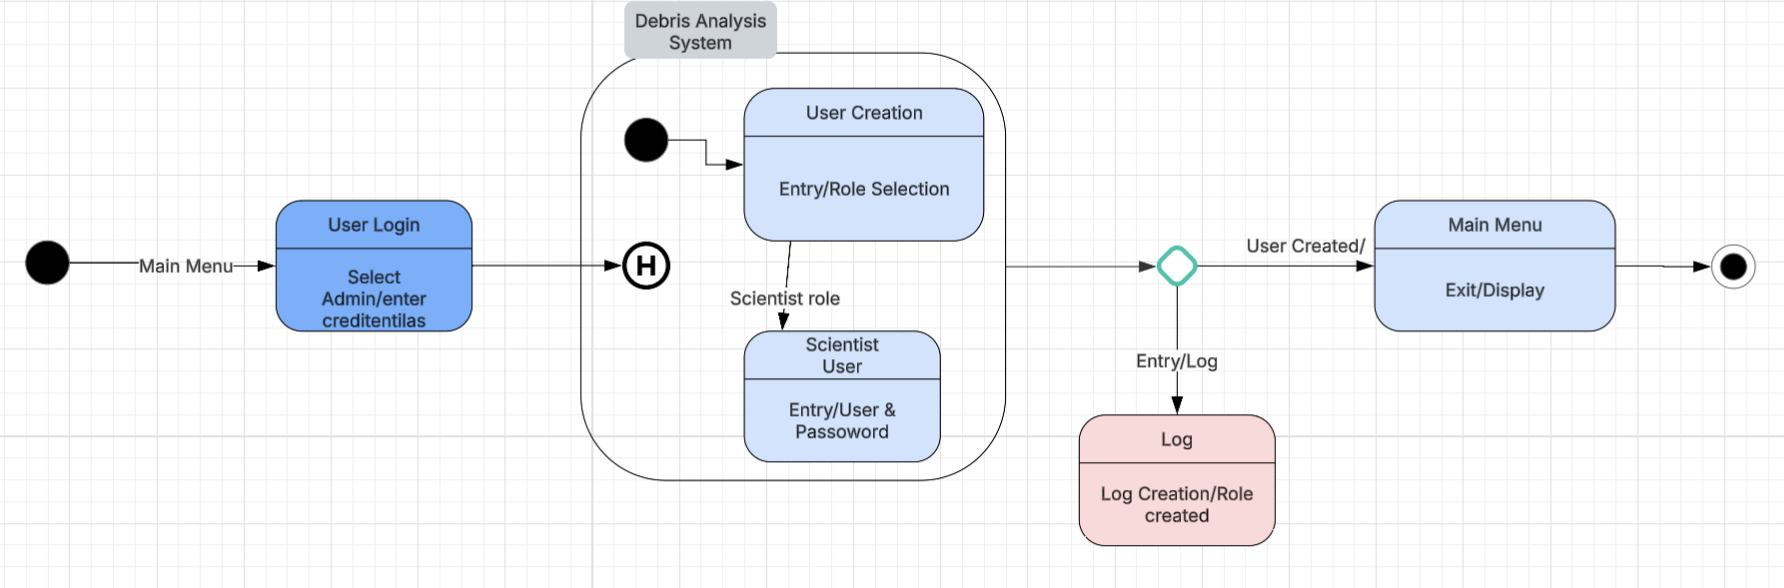 Debris Analysis
System
User Creation
Entry/Role Selection
User Login
Select
Admin/enter
creditentilas
Main Menu
H
Scientist role
Scientist
User
Entry/User &
Passoword
User Created/
Main Menu
Exit/Display
Entry/Log
Log
Log Creation/Role
created